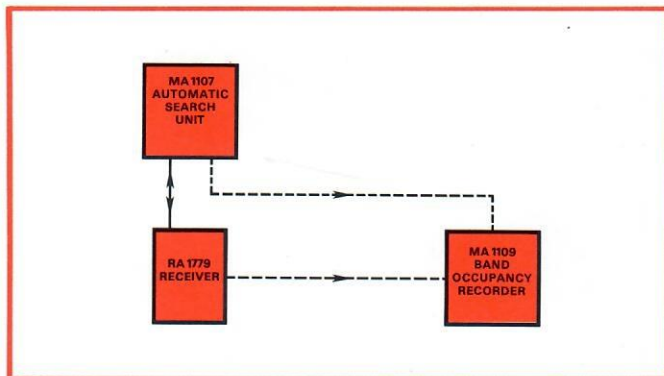 MA 1107
AUTOMATIC
SEARCH
UNIT
RA 1779
RECEIVER
MA 1109
BAND
OCCUPANCY
RECORDER